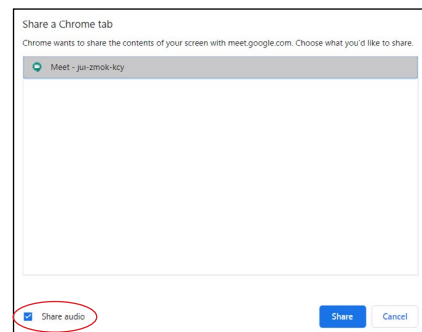 Share a Chrome tab
Chrome wants to share the contents of your screen with meet.google.com. Choose what you'd like to share.
Meet - jui-zmok-kcy
Share audio
Share
Cancel